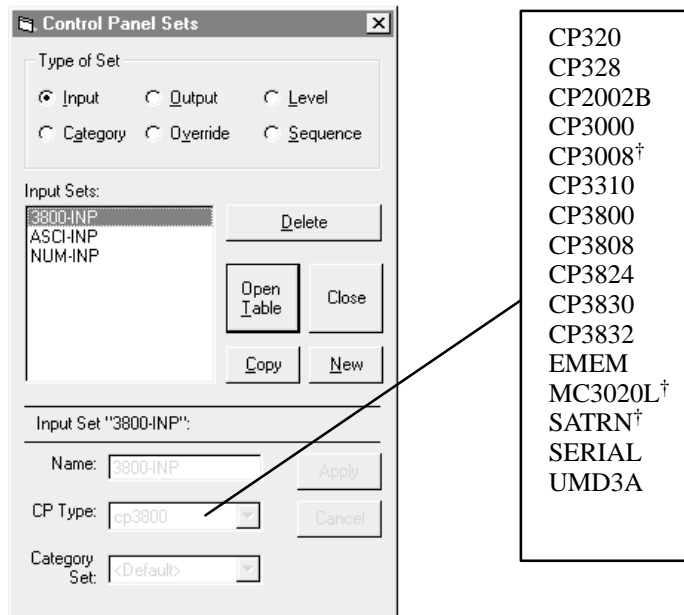 Control Panel Sets
Type of Set
Input Output Level
Category Override Sequence
Input Sets:
3800-INP
ASCI-INP
NUM-INP
Delete
Open Table
Close
Copy
New
Input Set "3800-INP":
Name: 3800-INP
Apply
CP Type: cp3800
Cancel
Category Set: <Default>
CP320
CP328
CP2002B
CP3000
CP3008†
CP3310
CP3800
CP3808
CP3824
CP3830
CP3832
EMEM
MC3020L†
SATRN†
SERIAL
UMD3A